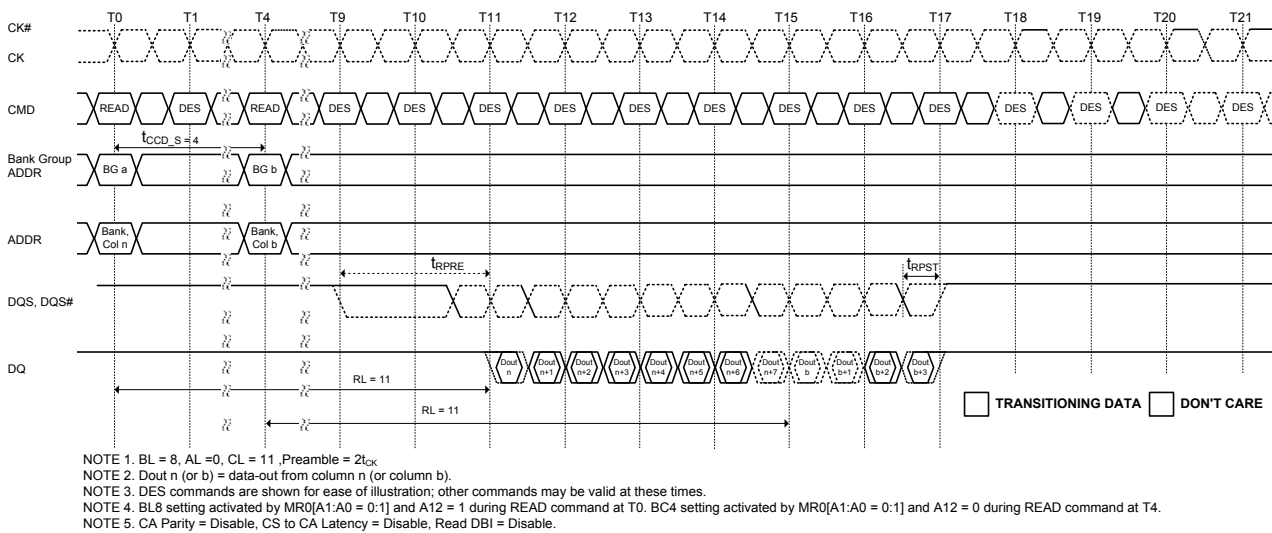 T0 T1 T4 T9 T10 T11 T12 T13 T14 T15 T16 T17 T18 T19 T20 T21
CK#
CK
CMD READ DES READ DES DES DES DES DES DES DES DES DES DES DES DES DES
tCCD_S = 4
Bank Group
ADDR
BG a BG b
ADDR
Bank, Col n
Bank, Col b
tRPRE tRPST
DQS, DQS#
DQ
Dout n
Dout n+1
Dout n+2
Dout n+3
Dout n+4
Dout n+5
Dout n+6
Dout n+7
Dout b
Dout b+1
Dout b+2
Dout b+3
RL = 11
RL = 11
TRANSITIONING DATA DON'T CARE
NOTE 1. BL = 8, AL =0, CL = 11 ,Preamble = 2tCK
NOTE 2. Dout n (or b) = data-out from column n (or column b).
NOTE 3. DES commands are shown for ease of illustration; other commands may be valid at these times.
NOTE 4. BL8 setting activated by MR0[A1:A0 = 0:1] and A12 = 1 during READ command at T0. BC4 setting activated by MR0[A1:A0 = 0:1] and A12 = 0 during READ command at T4.
NOTE 5. CA Parity = Disable, CS to CA Latency = Disable, Read DBI = Disable.